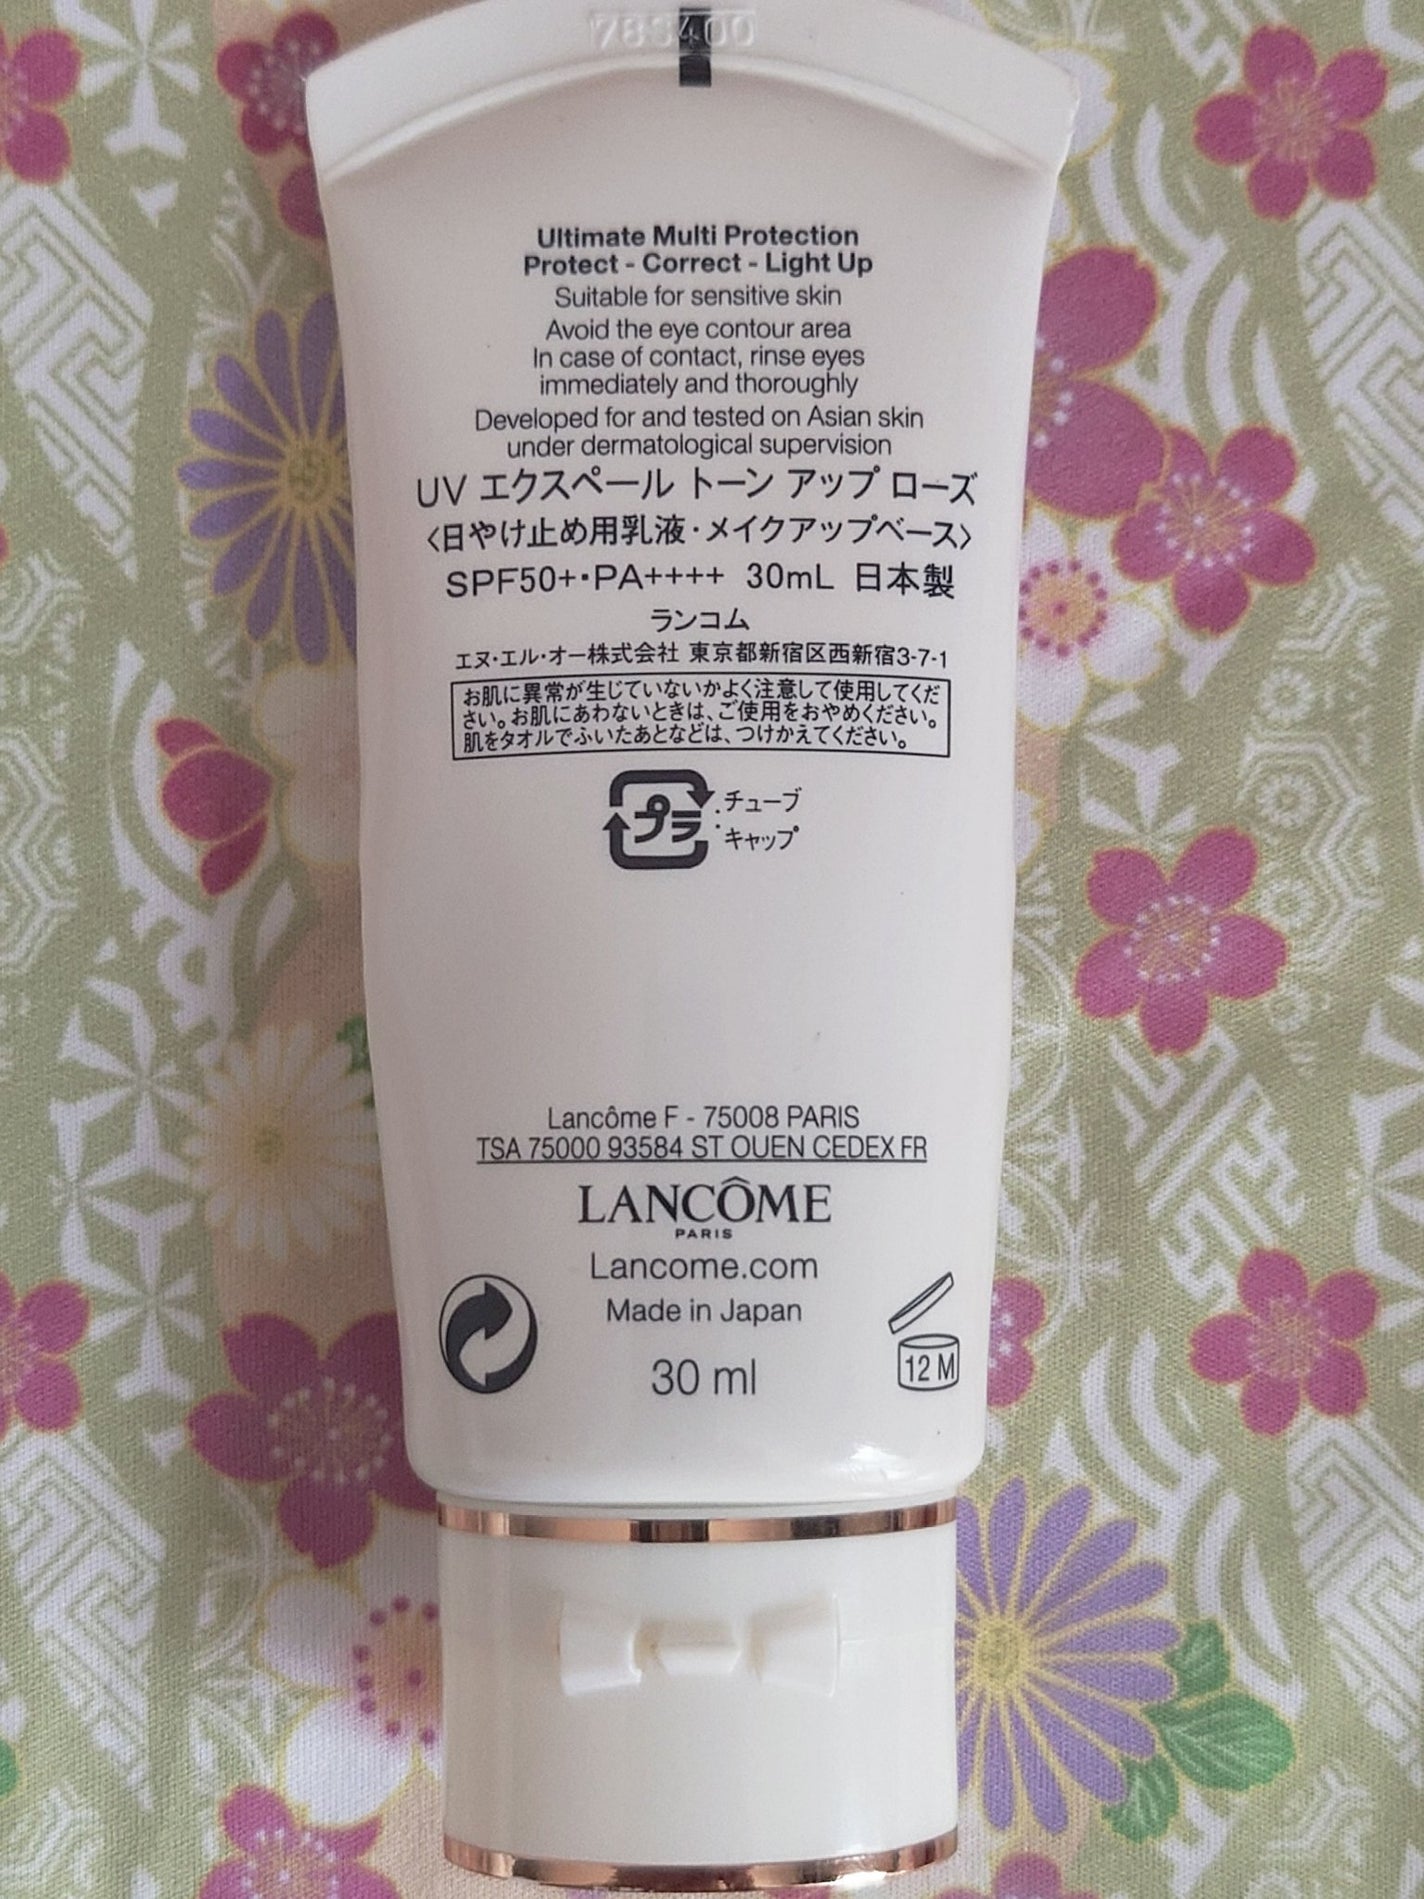 Ultimate Multi Protection
Protect - Correct - Light Up
Suitable for sensitive skin
Avoid the eye contour area
In case of contact, rinse eyes
immediately and thoroughly
Developed for and tested on Asian skin
under dermatological supervision
UV エクスペール トーン アップ ローズ
〈日やけ止め用乳液・メイクアップベース〉
SPF50+・PA++++ 30mL 日本製
ランコム
エヌ・エル・オー株式会社 東京都新宿区西新宿3-7-1
お肌に異常が生じていないかよく注意して使用してくだ
さい。お肌にあわないときは、ご使用をおやめください。
肌をタオルでふいたあとなどは、つけかえてください。
プラ
:チューブ
・キャップ
Lancôme F - 75008 PARIS
TSA 75000 93584 ST OUEN CEDEX FR
LANCÔME
PARIS
Lancome.com
Made in Japan
30 ml
12 M